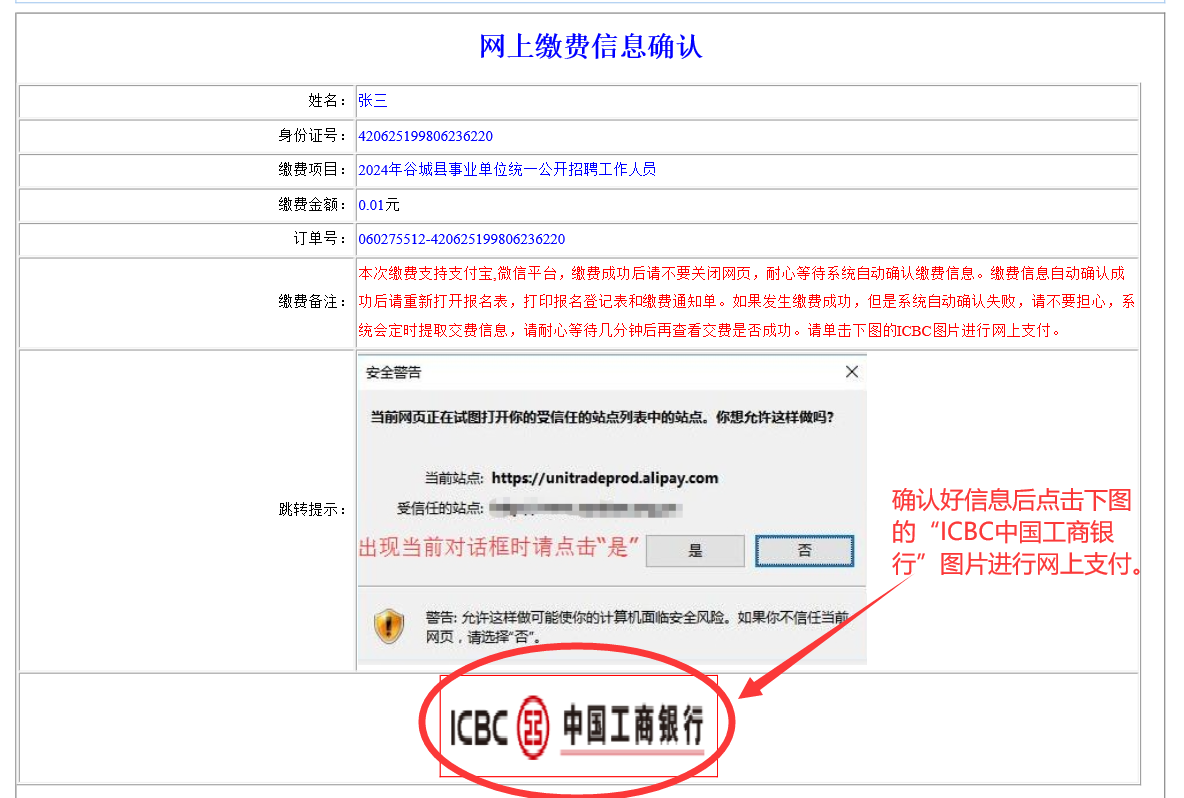 网上缴费信息确认
姓名： 张三
身份证号： 420625199806236220
缴费项目： 2024年谷城县事业单位统一公开招聘工作人员
缴费金额： 0.01元
订单号： 060275512-420625199806236220
本次缴费支持支付宝,微信平台，缴费成功后请不要关闭网页，耐心等待系统自动确认缴费信息。缴费信息自动确认成
缴费备注： 功后请重新打开报名表，打印报名登记表和缴费通知单。如果发生缴费成功，但是系统自动确认失败，请不要担心，系
统会定时提取交费信息，请耐心等待几分钟后再查看交费是否成功。请单击下图的ICBC图片进行网上支付。
跳转提示：
安全警告
当前网页正在试图打开你的受信任的站点列表中的站点。你想允许这样做吗?
当前站点: https://unitradeprod.alipay.com
受信任的站点:
出现当前对话框时请点击“是”
是
否
警告: 允许这样做可能使你的计算机面临安全风险。如果你不信任当前
网页，请选择“否”。
确认好信息后点击下图
的“ICBC中国工商银
行”图片进行网上支付。
ICBC 中国工商银行